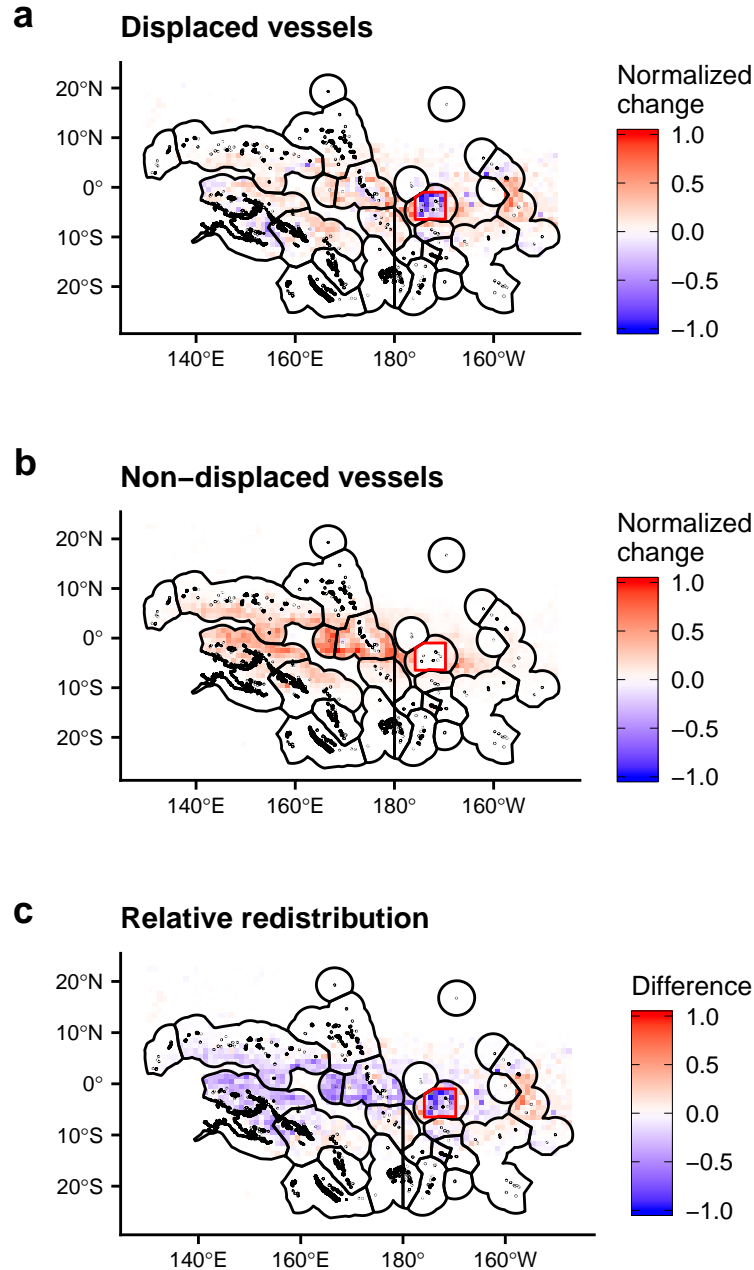 a
Displaced vessels
Normalized
change
20°N
10°N
0°
10°S
20°S
140°E
160°E
180°
160°W
1.0
0.5
0.0
−0.5
−1.0
b
Non−displaced vessels
Normalized
change
20°N
10°N
0°
10°S
20°S
140°E
160°E
180°
160°W
1.0
0.5
0.0
−0.5
−1.0
c
Relative redistribution
Difference
20°N
10°N
0°
10°S
20°S
140°E
160°E
180°
160°W
1.0
0.5
0.0
−0.5
−1.0